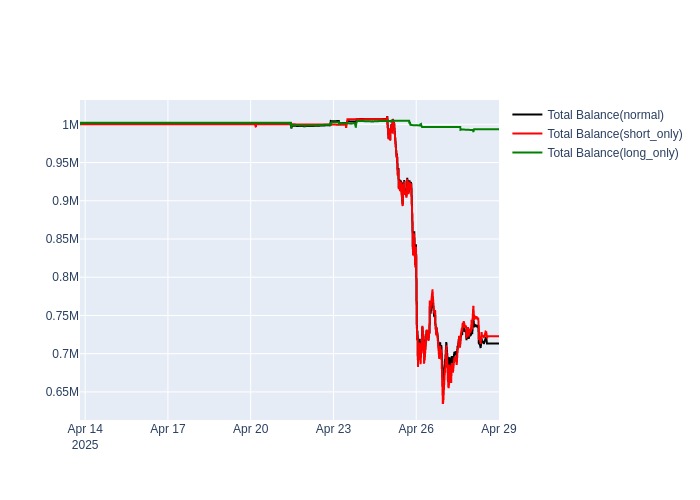 1M
0.95M
0.9M
0.85M
0.8M
0.75M
0.7M
0.65M
Apr 14
2025
Apr 17
Apr 20
Apr 23
Apr 26
Apr 29
Total Balance(normal)
Total Balance(short_only)
Total Balance(long_only)